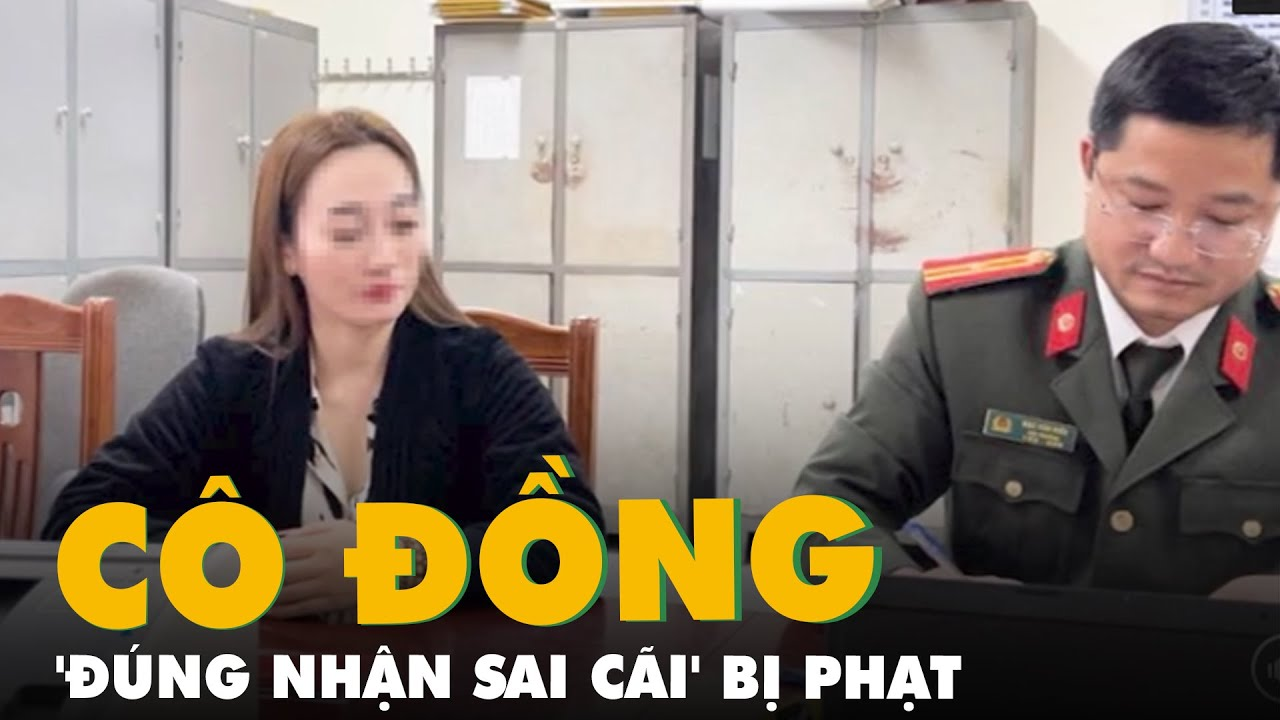 CÔ ĐỒNG
'ĐÚNG NHẬN SAI CÃI' BỊ PHẠT